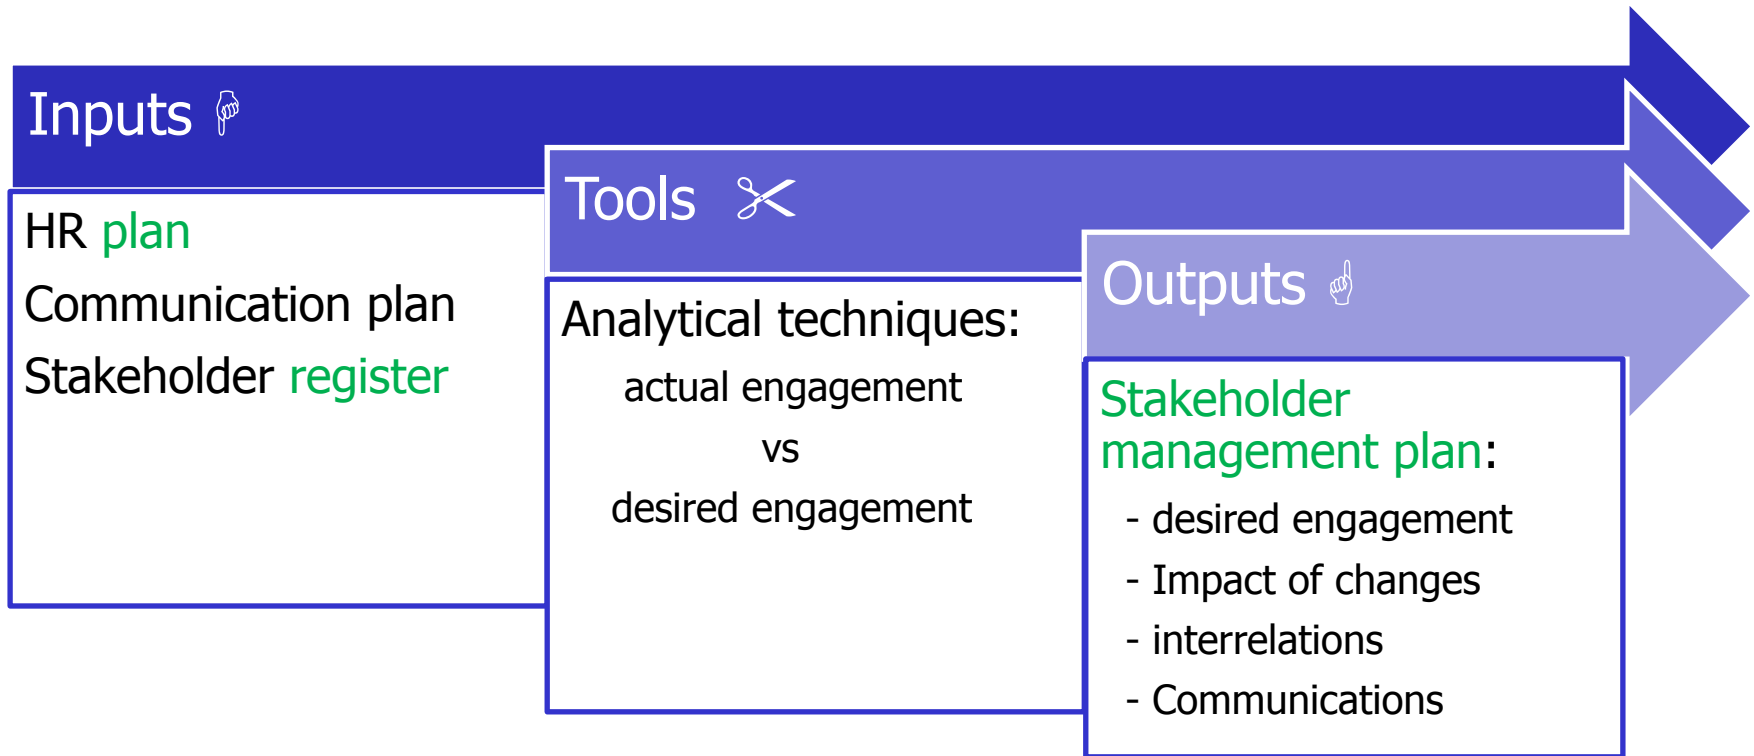 Inputs
HR plan
Communication plan
Stakeholder register
Tools
Analytical techniques:
actual engagement
vs
desired engagement
Outputs
Stakeholder
management plan:
- desired engagement
- Impact of changes
- interrelations
- Communications